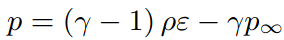 p = (γ − 1) ρε − γp∞